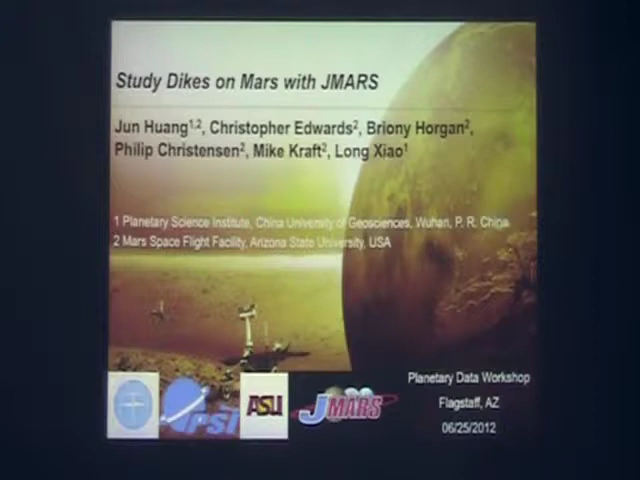 Study Dikes on Mars with JMARS
Jun Huang1,2, Christopher Edwards2, Briony Horgan2,
Philip Christensen2, Mike Kraft2, Long Xiao1
1 Planetary Science Institute, China University of Geosciences, Wuhan, P. R. China
2 Mars Space Flight Facility, Arizona State University, USA
PSI
ASU
JMARS
Planetary Data Workshop
Flagstaff, AZ
06/25/2012